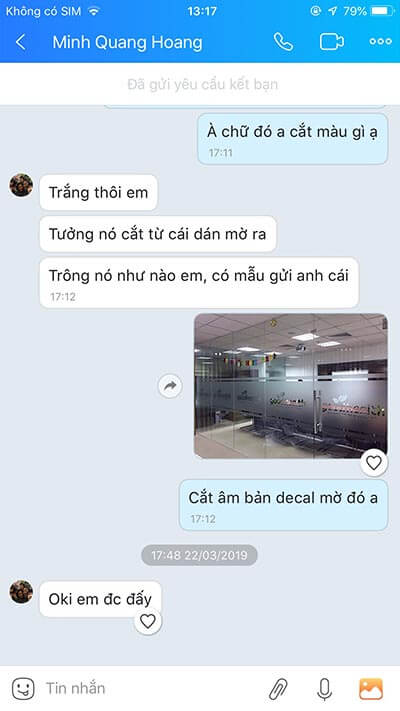 Không có SIM 13:17 79%
Minh Quang Hoang
Đã gửi yêu cầu kết bạn
À chữ đó a cắt màu gì ạ
17:11
Trắng thôi em
Tưởng nó cắt từ cái dán mờ ra
Trông nó như nào em, có mẫu gửi anh cái
17:12
Cắt âm bản decal mờ đó a
17:12
17:48 22/03/2019
Oki em đc đấy
Tin nhắn